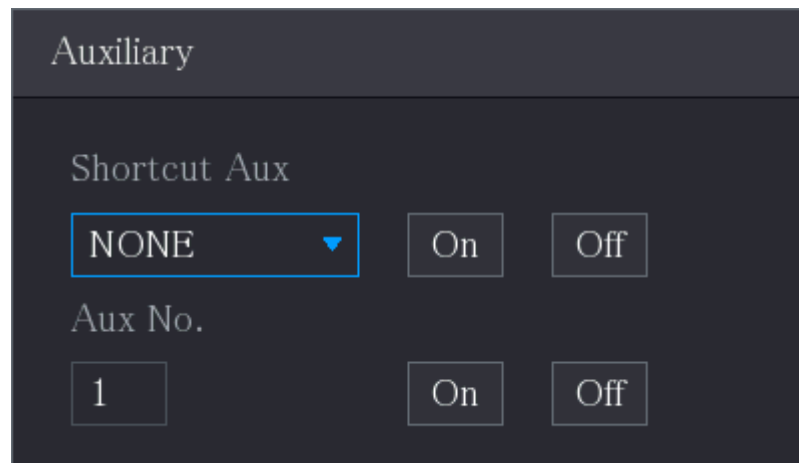 Auxiliary
Shortcut Aux
NONE On Off
Aux No.
1 On Off